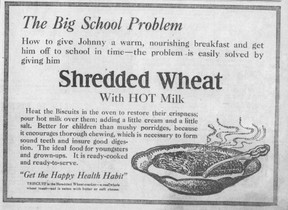 The Big School Problem
How to give Johnny a warm, nourishing breakfast and get
him off to school in time—the problem is easily solved by
giving him
Shredded Wheat
With HOT Milk
Heat the Biscuits in the oven to restore their crispness;
pour hot milk over them; adding a little cream and a little
salt. Better for children than mushy porridges, because
it encourages thorough chewing, which is necessary to form
sound teeth and insure good diges-
tion. The ideal food for youngsters
and grown-ups. It is ready-cooked
and ready-to-serve.
"Get the Happy Health Habit"
TRISCUIT is the Shredded Wheat